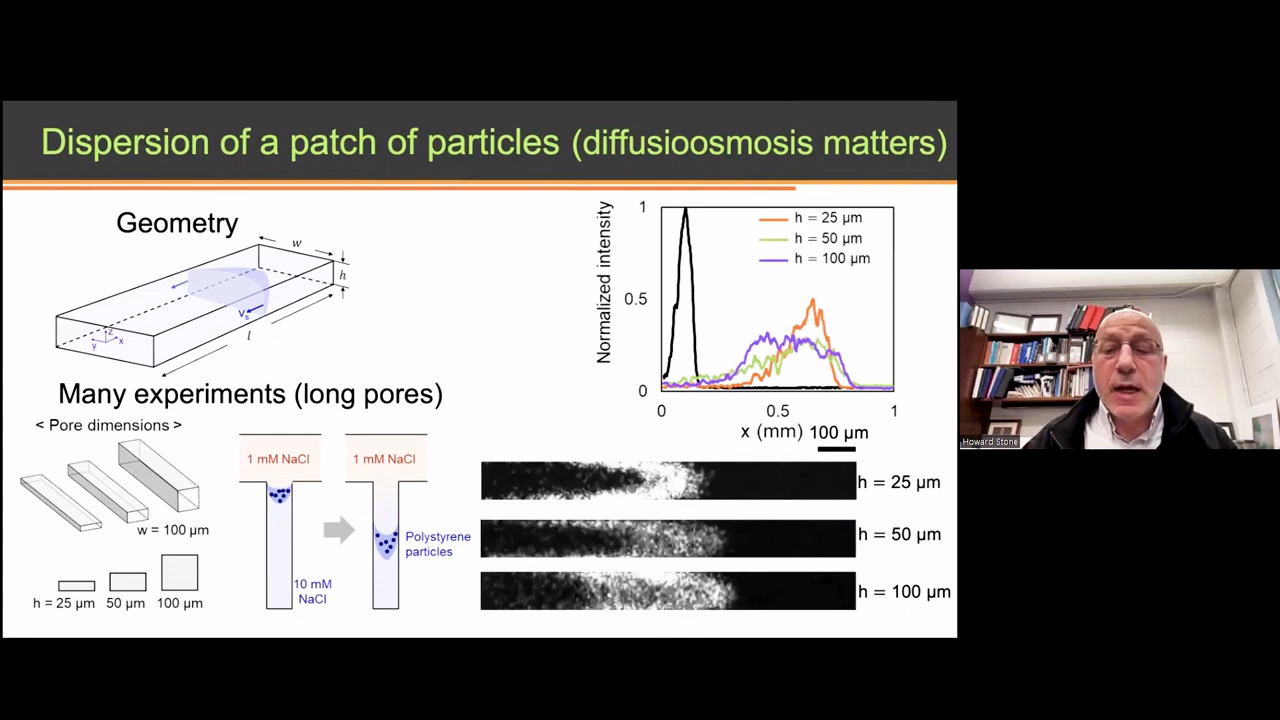 Dispersion of a patch of particles (diffusioosmosis matters)
Geometry
w
h
l
vₛ
z
x
y
Many experiments (long pores)
< Pore dimensions >
w = 100 μm
h = 25 μm 50 μm 100 μm
1 mM NaCl
1 mM NaCl
Polystyrene
particles
10 mM
NaCl
Normalized intensity
1
0.5
0
0 0.5 1
x (mm)
h = 25 μm
h = 50 μm
h = 100 μm
100 μm
h = 25 μm
h = 50 μm
h = 100 μm
Howard Stone